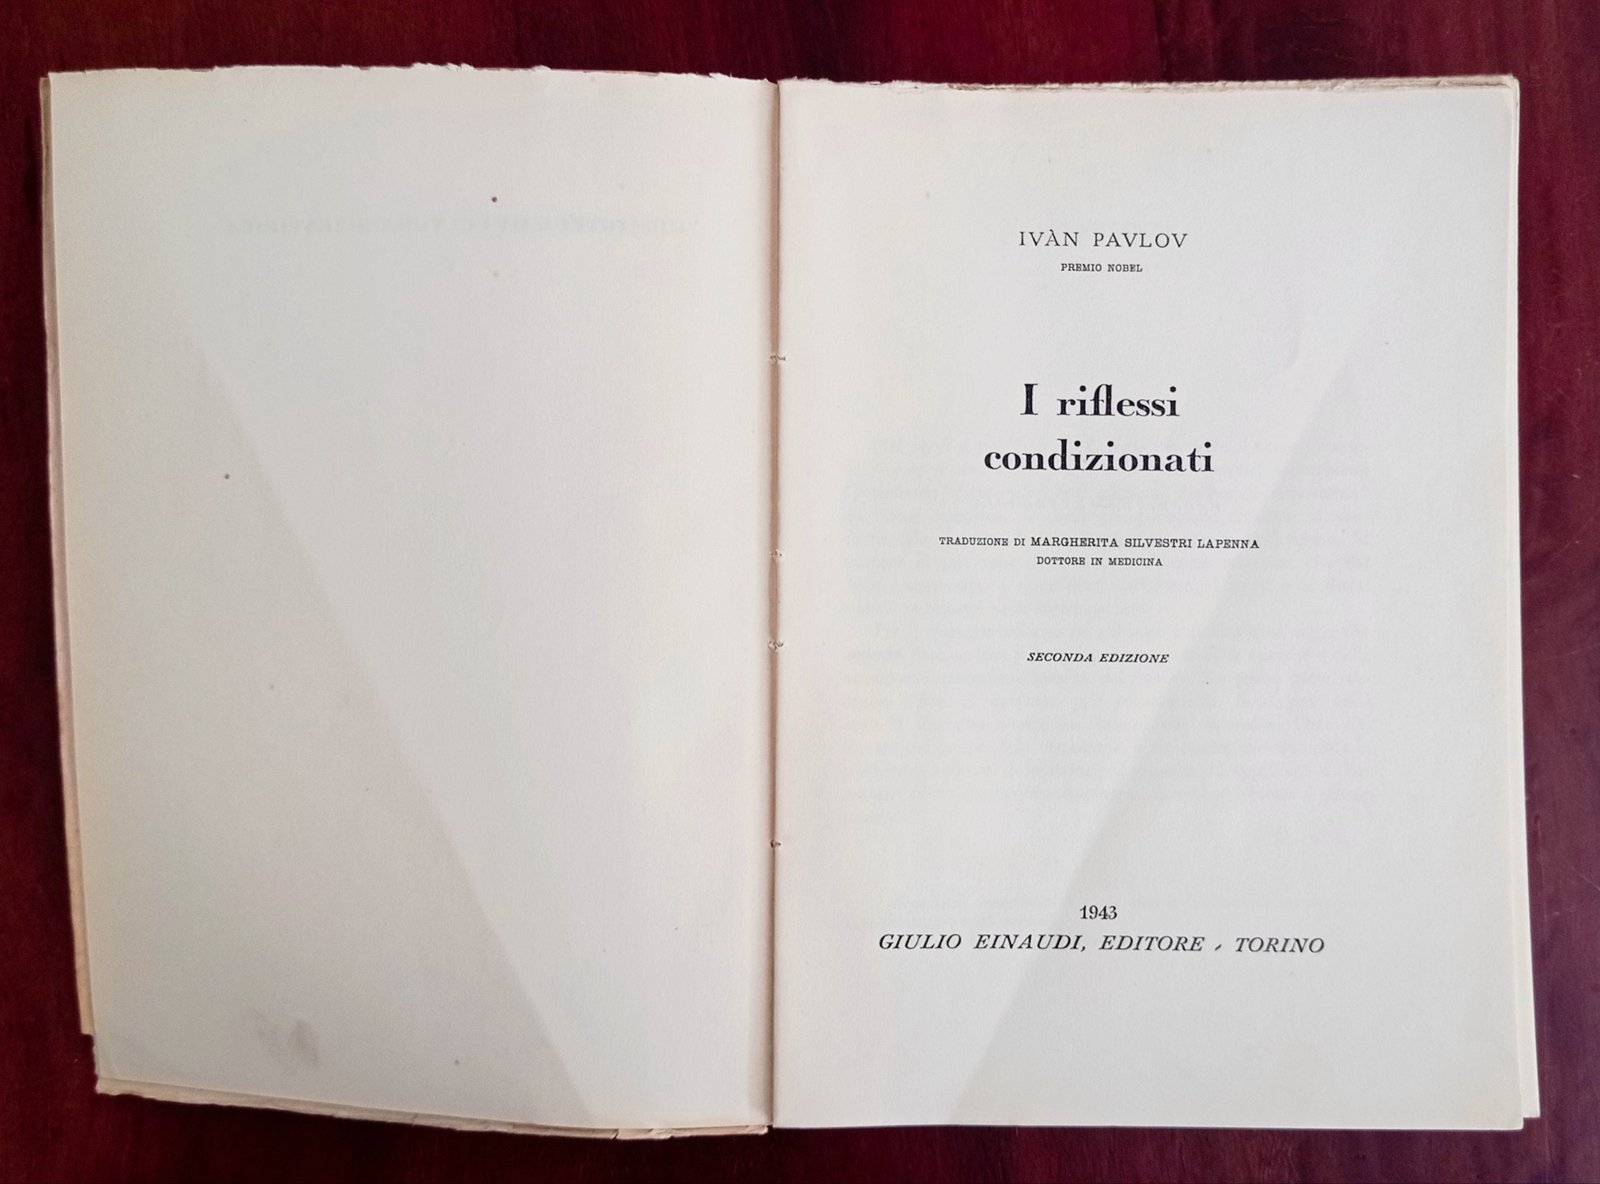 IVÀN PAVLOV
PREMIO NOBEL
I riflessi
condizionati
TRADUZIONE DI MARGHERITA SILVESTRI LAPENNA
DOTTORE IN MEDICINA
SECONDA EDIZIONE
1943
GIULIO EINAUDI, EDITORE - TORINO